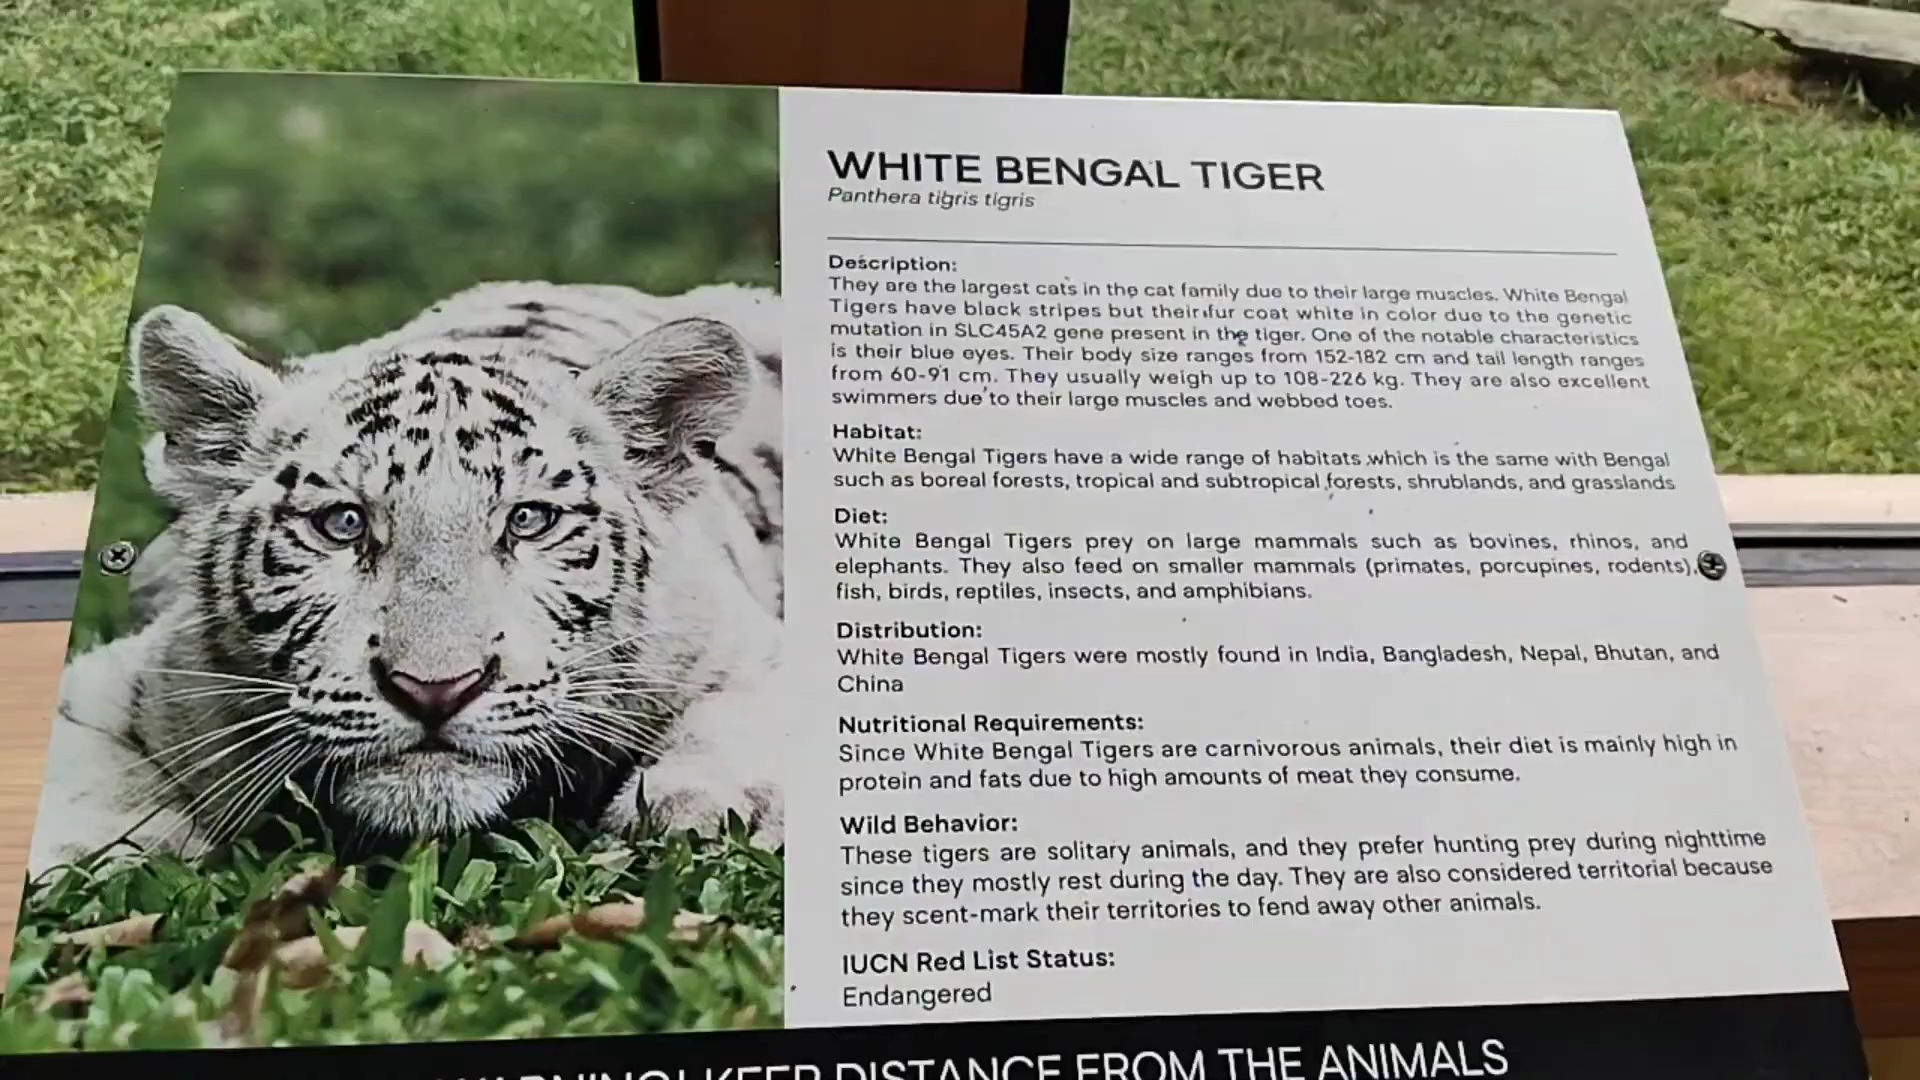 WHITE BENGAL TIGER
Panthera tigris tigris
Description:
They are the largest cats in the cat family due to their large muscles. White Bengal
Tigers have black stripes but their fur coat white in color due to the genetic
mutation in SLC45A2 gene present in the tiger. One of the notable characteristics
is their blue eyes. Their body size ranges from 152-182 cm and tail length ranges
from 60-91 cm. They usually weigh up to 108-226 kg. They are also excellent
swimmers due to their large muscles and webbed toes.
Habitat:
White Bengal Tigers have a wide range of habitats which is the same with Bengal
such as boreal forests, tropical and subtropical forests, shrublands, and grasslands
Diet:
White Bengal Tigers prey on large mammals such as bovines, rhinos, and
elephants. They also feed on smaller mammals (primates, porcupines, rodents),
fish, birds, reptiles, insects, and amphibians.
Distribution:
White Bengal Tigers were mostly found in India, Bangladesh, Nepal, Bhutan, and
China
Nutritional Requirements:
Since White Bengal Tigers are carnivorous animals, their diet is mainly high in
protein and fats due to high amounts of meat they consume.
Wild Behavior:
These tigers are solitary animals, and they prefer hunting prey during nighttime
since they mostly rest during the day. They are also considered territorial because
they scent-mark their territories to fend away other animals.
IUCN Red List Status:
Endangered
WARNING! KEEP DISTANCE FROM THE ANIMALS